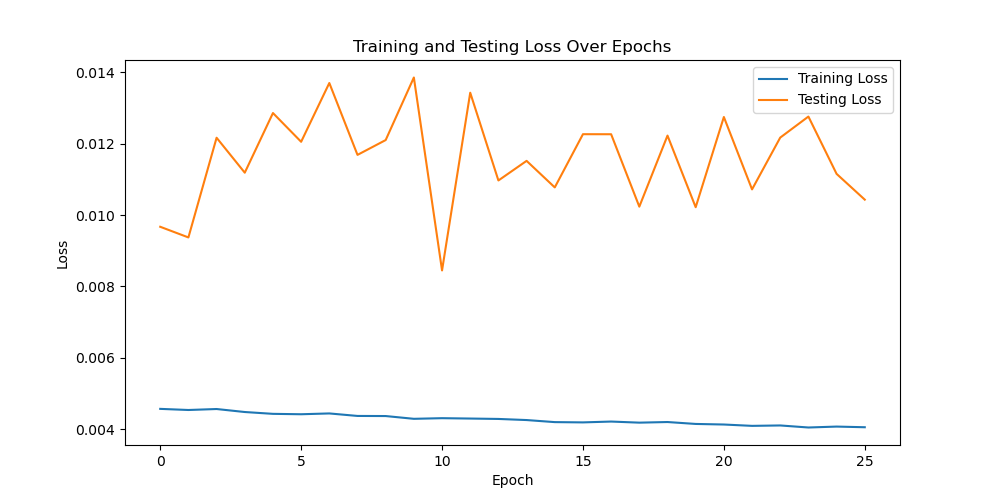 Training and Testing Loss Over Epochs
Training Loss
Testing Loss
0.014
0.012
0.010
0.008
0.006
0.004
Loss
0 5 10 15 20 25
Epoch